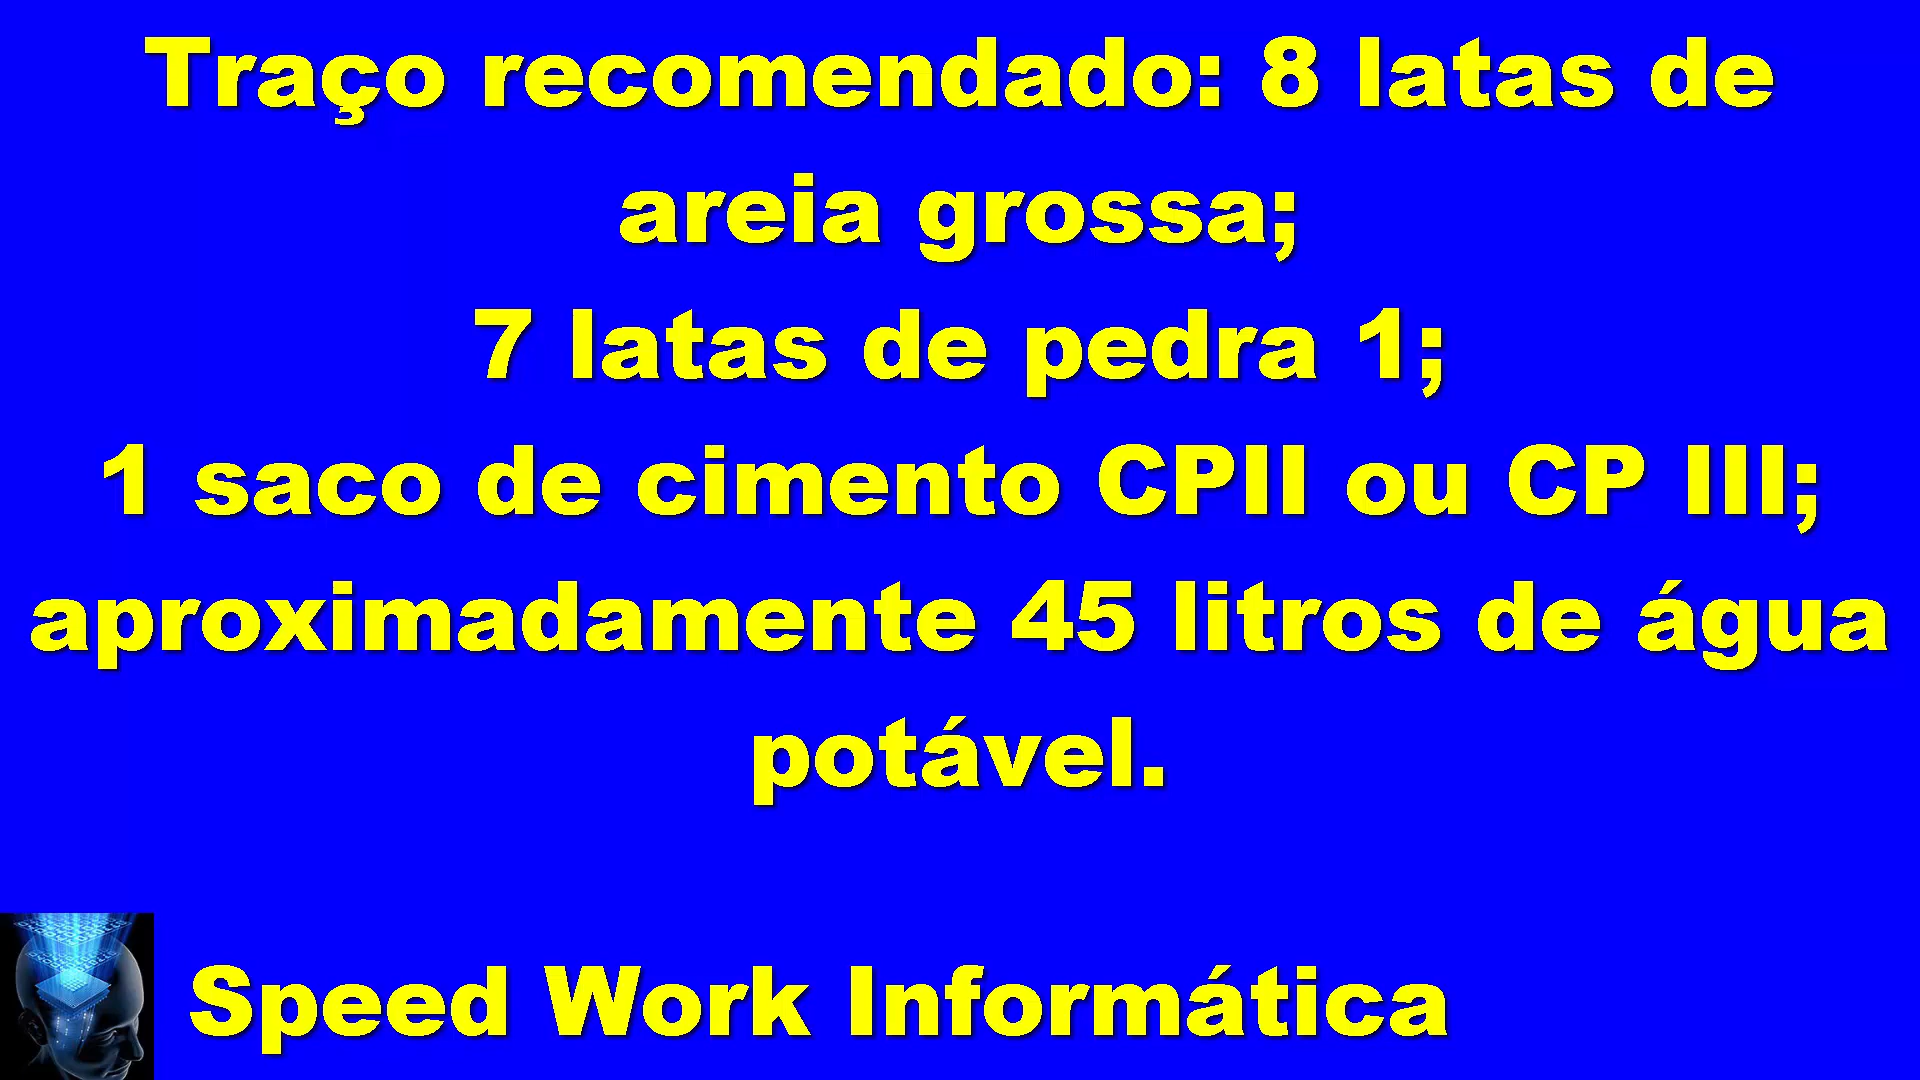 Traço recomendado: 8 latas de
areia grossa;
7 latas de pedra 1;
1 saco de cimento CPII ou CP III;
aproximadamente 45 litros de água
potável.
Speed Work Informática